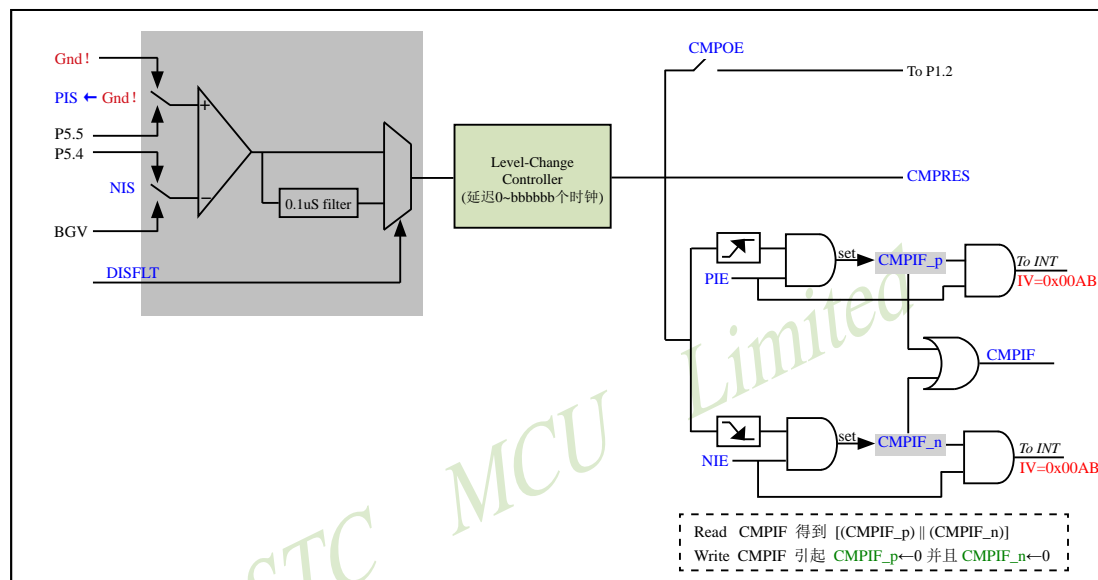 CMPOE
Gnd!
To P1.2
PIS ← Gnd!
+
P5.5
P5.4
Level-Change
Controller
(延迟0~bbbbbb个时钟)
NIS
CMPRES
−
0.1uS filter
BGV
DISFLT
set
CMPIF_p
To INT
IV=0x00AB
PIE
CMPIF
set
CMPIF_n
To INT
IV=0x00AB
NIE
STC MCU Limited
Read CMPIF 得到 [(CMPIF_p) || (CMPIF_n)]
Write CMPIF 引起 CMPIF_p←0 并且 CMPIF_n←0